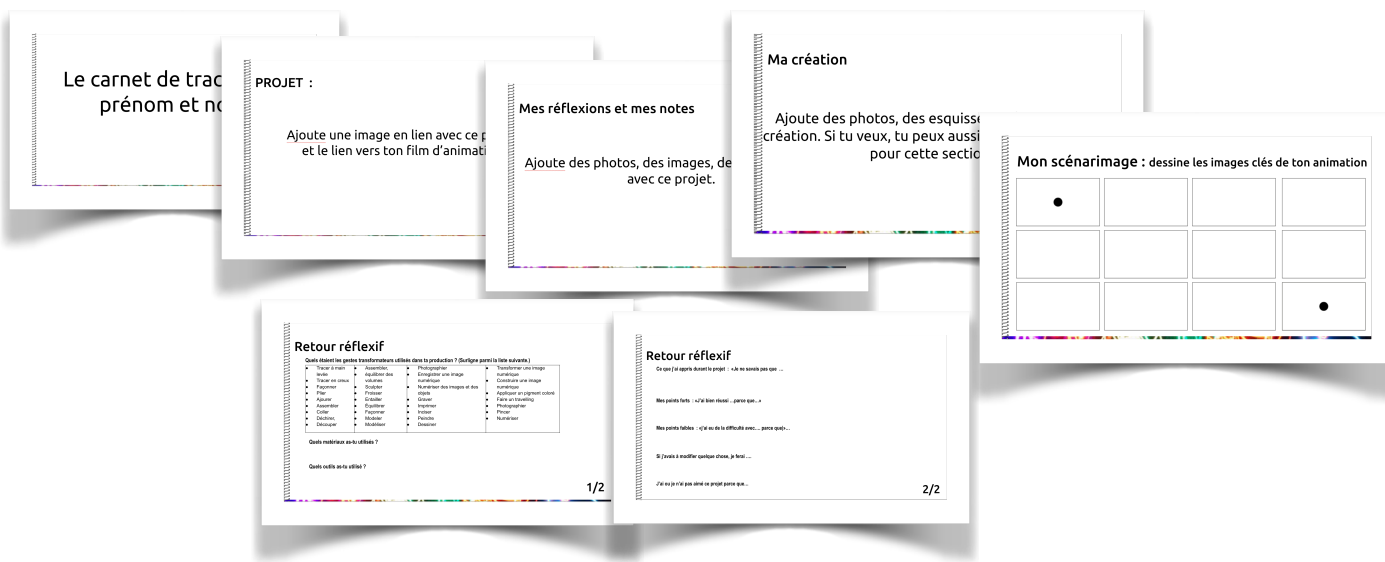 Le carnet de trac
prénom et no
PROJET :
Ajoute une image en lien avec ce p
et le lien vers ton film d'animati
Mes réflexions et mes notes
Ajoute des photos, des images, de
avec ce projet.
Ma création
Ajoute des photos, des esquisse
création. Si tu veux, tu peux aussi
pour cette sectio
Mon scénarimage : dessine les images clés de ton animation
Retour réflexif
Quels étaient les gestes transformateurs utilisés dans ta production ? (Surligne parmi la liste suivante.)
Tracer à main
levée
Tracer en creux
Façonner
Plier
Ajourer
Assembler
Coller
Déchirer,
Découper
Assembler,
équilibrer des
volumes
Sculpter
Froisser
Entailler
Equilibrer
Façonner
Modeler
Modéliser
Photographier
Enregistrer une image
numérique
Numériser des images et des
objets
Graver
Imprimer
Inciser
Peindre
Dessiner
Transformer une image
numérique
Construire une image
numérique
Appliquer un pigment coloré
Faire un travelling
Photographier
Pincer
Numériser
Quels matériaux as-tu utilisés ?
Quels outils as-tu utilisé ?
1/2
Retour réflexif
Ce que j'ai appris durant le projet : «Je ne savais pas que ...
Mes points forts : «J'ai bien réussi ...parce que...»
Mes points faibles : «j'ai eu de la difficulté avec..., parce que)»...
Si j'avais à modifier quelque chose, je ferai ....
J'ai ou je n'ai pas aimé ce projet parce que...
2/2